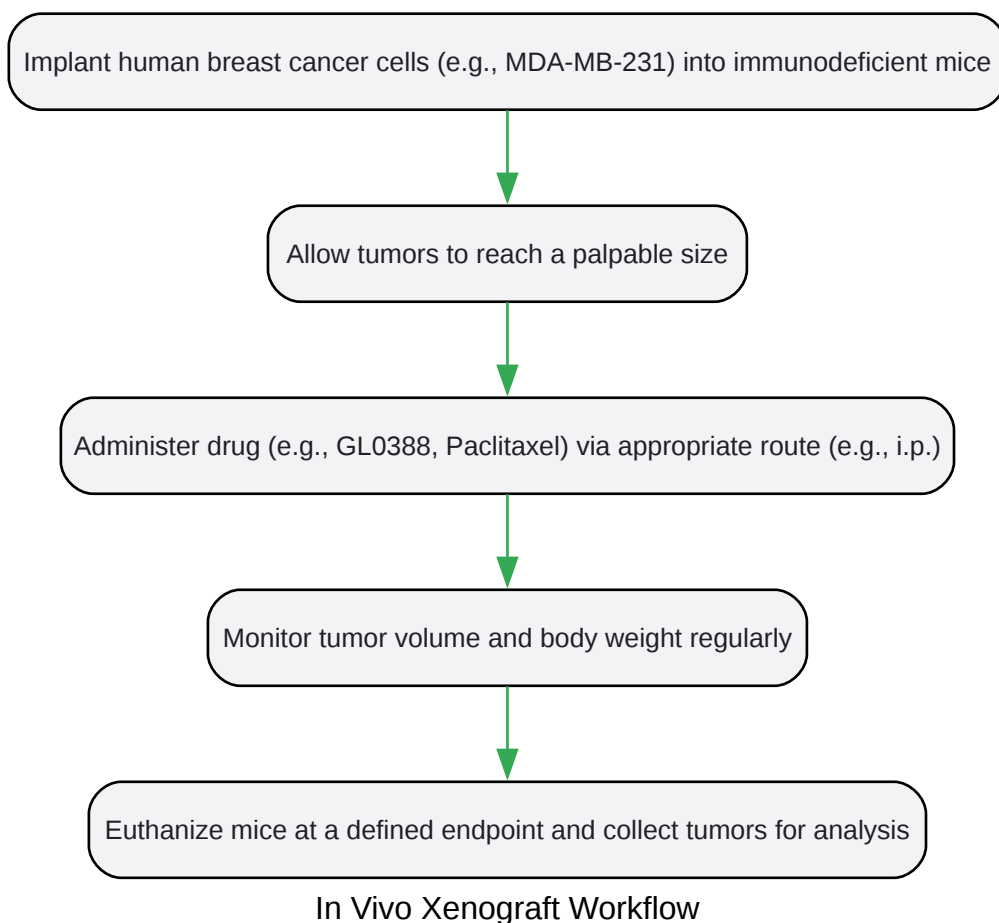 Implant human breast cancer cells (e.g., MDA-MB-231) into immunodeficient mice
Allow tumors to reach a palpable size
Administer drug (e.g., GL0388, Paclitaxel) via appropriate route (e.g., i.p.)
Monitor tumor volume and body weight regularly
Euthanize mice at a defined endpoint and collect tumors for analysis
In Vivo Xenograft Workflow